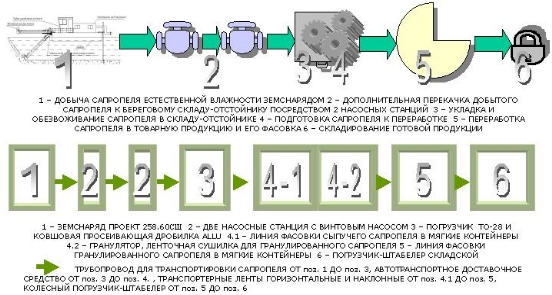 1 2 3 -4 5 6
1 – ДОБЫЧА САПРОПЕЛЯ ЕСТЕСТВЕННОЙ ВЛАЖНОСТИ ЗЕМСНАРЯДОМ 2 – ДОПОЛНИТЕЛЬНАЯ ПЕРЕКАЧКА ДОБЫТОГО
САПРОПЕЛЯ К БЕРЕГОВОМУ СКЛАДУ-ОТСТОЙНИКУ ПОСРЕДСТВОМ 2 НАСОСНЫХ СТАНЦИЙ 3 – УКЛАДКА И
ОБЕЗВОЖИВАНИЕ САПРОПЕЛЯ В СКЛАДУ-ОТСТОЙНИКЕ 4 – ПОДГОТОВКА САПРОПЕЛЯ К ПЕРЕРАБОТКЕ 5 – ПЕРЕРАБОТКА
САПРОПЕЛЯ В ТОВАРНУЮ ПРОДУКЦИЮ И ЕГО ФАСОВКА 6 – СКЛАДИРОВАНИЕ ГОТОВОЙ ПРОДУКЦИИ
1 2 2 3 4-1 4-2 5 6
1 – ЗЕМСНАРЯД ПРОЕКТ 258.60СШ 2 – ДВЕ НАСОСНЫЕ СТАНЦИЯ С ВИНТОВЫМ НАСОСОМ 3 – ПОГРУЗЧИК ТО-28 И
КОВШОВАЯ ПРОСЕИВАЮЩАЯ ДРОБИЛКА ALLU 4.1 – ЛИНИЯ ФАСОВКИ СЫПУЧЕГО САПРОПЕЛЯ В МЯГКИЕ КОНТЕЙНЕРЫ
4.2 – ГРАНУЛЯТОР, ЛЕНТОЧНАЯ СУШИЛКА ДЛЯ ГРАНУЛИРОВАННОГО САПРОПЕЛЯ 5 – ЛИНИЯ ФАСОВКИ
ГРАНУЛИРОВАННОГО САПРОПЕЛЯ В МЯГКИЕ КОНТЕЙНЕРЫ 6 – ПОГРУЗЧИК-ШТАБЕЛЕР СКЛАДСКОЙ
ТРУБОПРОВОД ДЛЯ ТРАНСПОРТИРОВКИ САПРОПЕЛЯ ОТ поз. 1 ДО поз. 3, АВТОТРАНСПОРТНОЕ ДОСТАВОЧНОЕ
СРЕДСТВО ОТ поз. 3 ДО поз. 4. , ТРАНСПОРТЕРНЫЕ ЛЕНТЫ ГОРИЗОНТАЛЬНЫЕ И НАКЛОННЫЕ ОТ поз. 4.1 ДО поз. 5,
КОЛЕСНЫЙ ПОГРУЗЧИК-ШТАБЕЛЕР ОТ поз. 5 ДО поз. 6